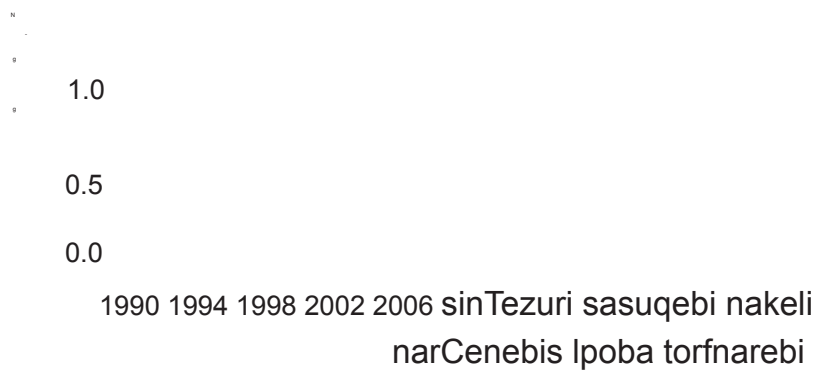 N
-
g
1.0
g
0.5
0.0
1990 1994 1998 2002 2006 sinTezuri sasuqebi nakeli
narCenebis lpoba torfnarebi